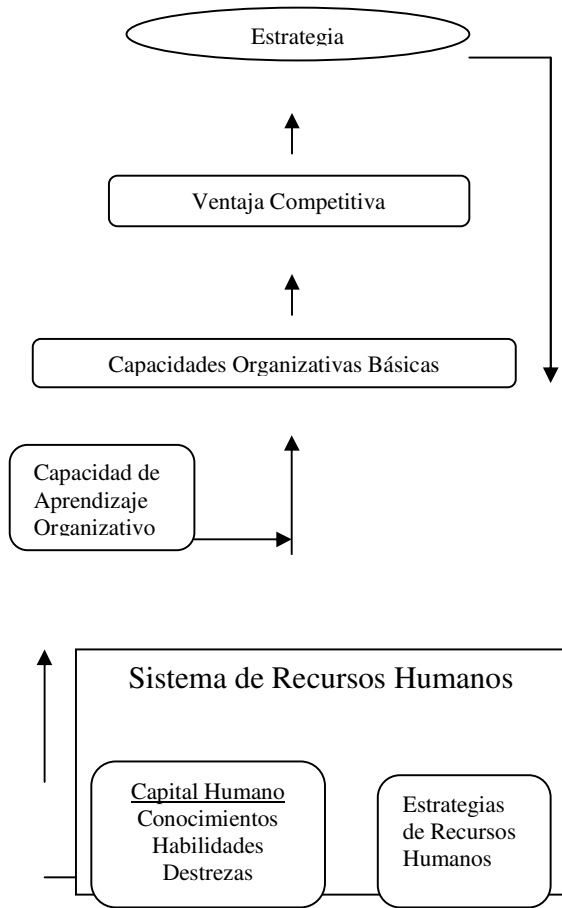 Estrategia
Ventaja Competitiva
Capacidades Organizativas Básicas
Capacidad de
Aprendizaje
Organizativo
Sistema de Recursos Humanos
Capital Humano
Conocimientos
Habilidades
Destrezas
Estrategias
de Recursos
Humanos